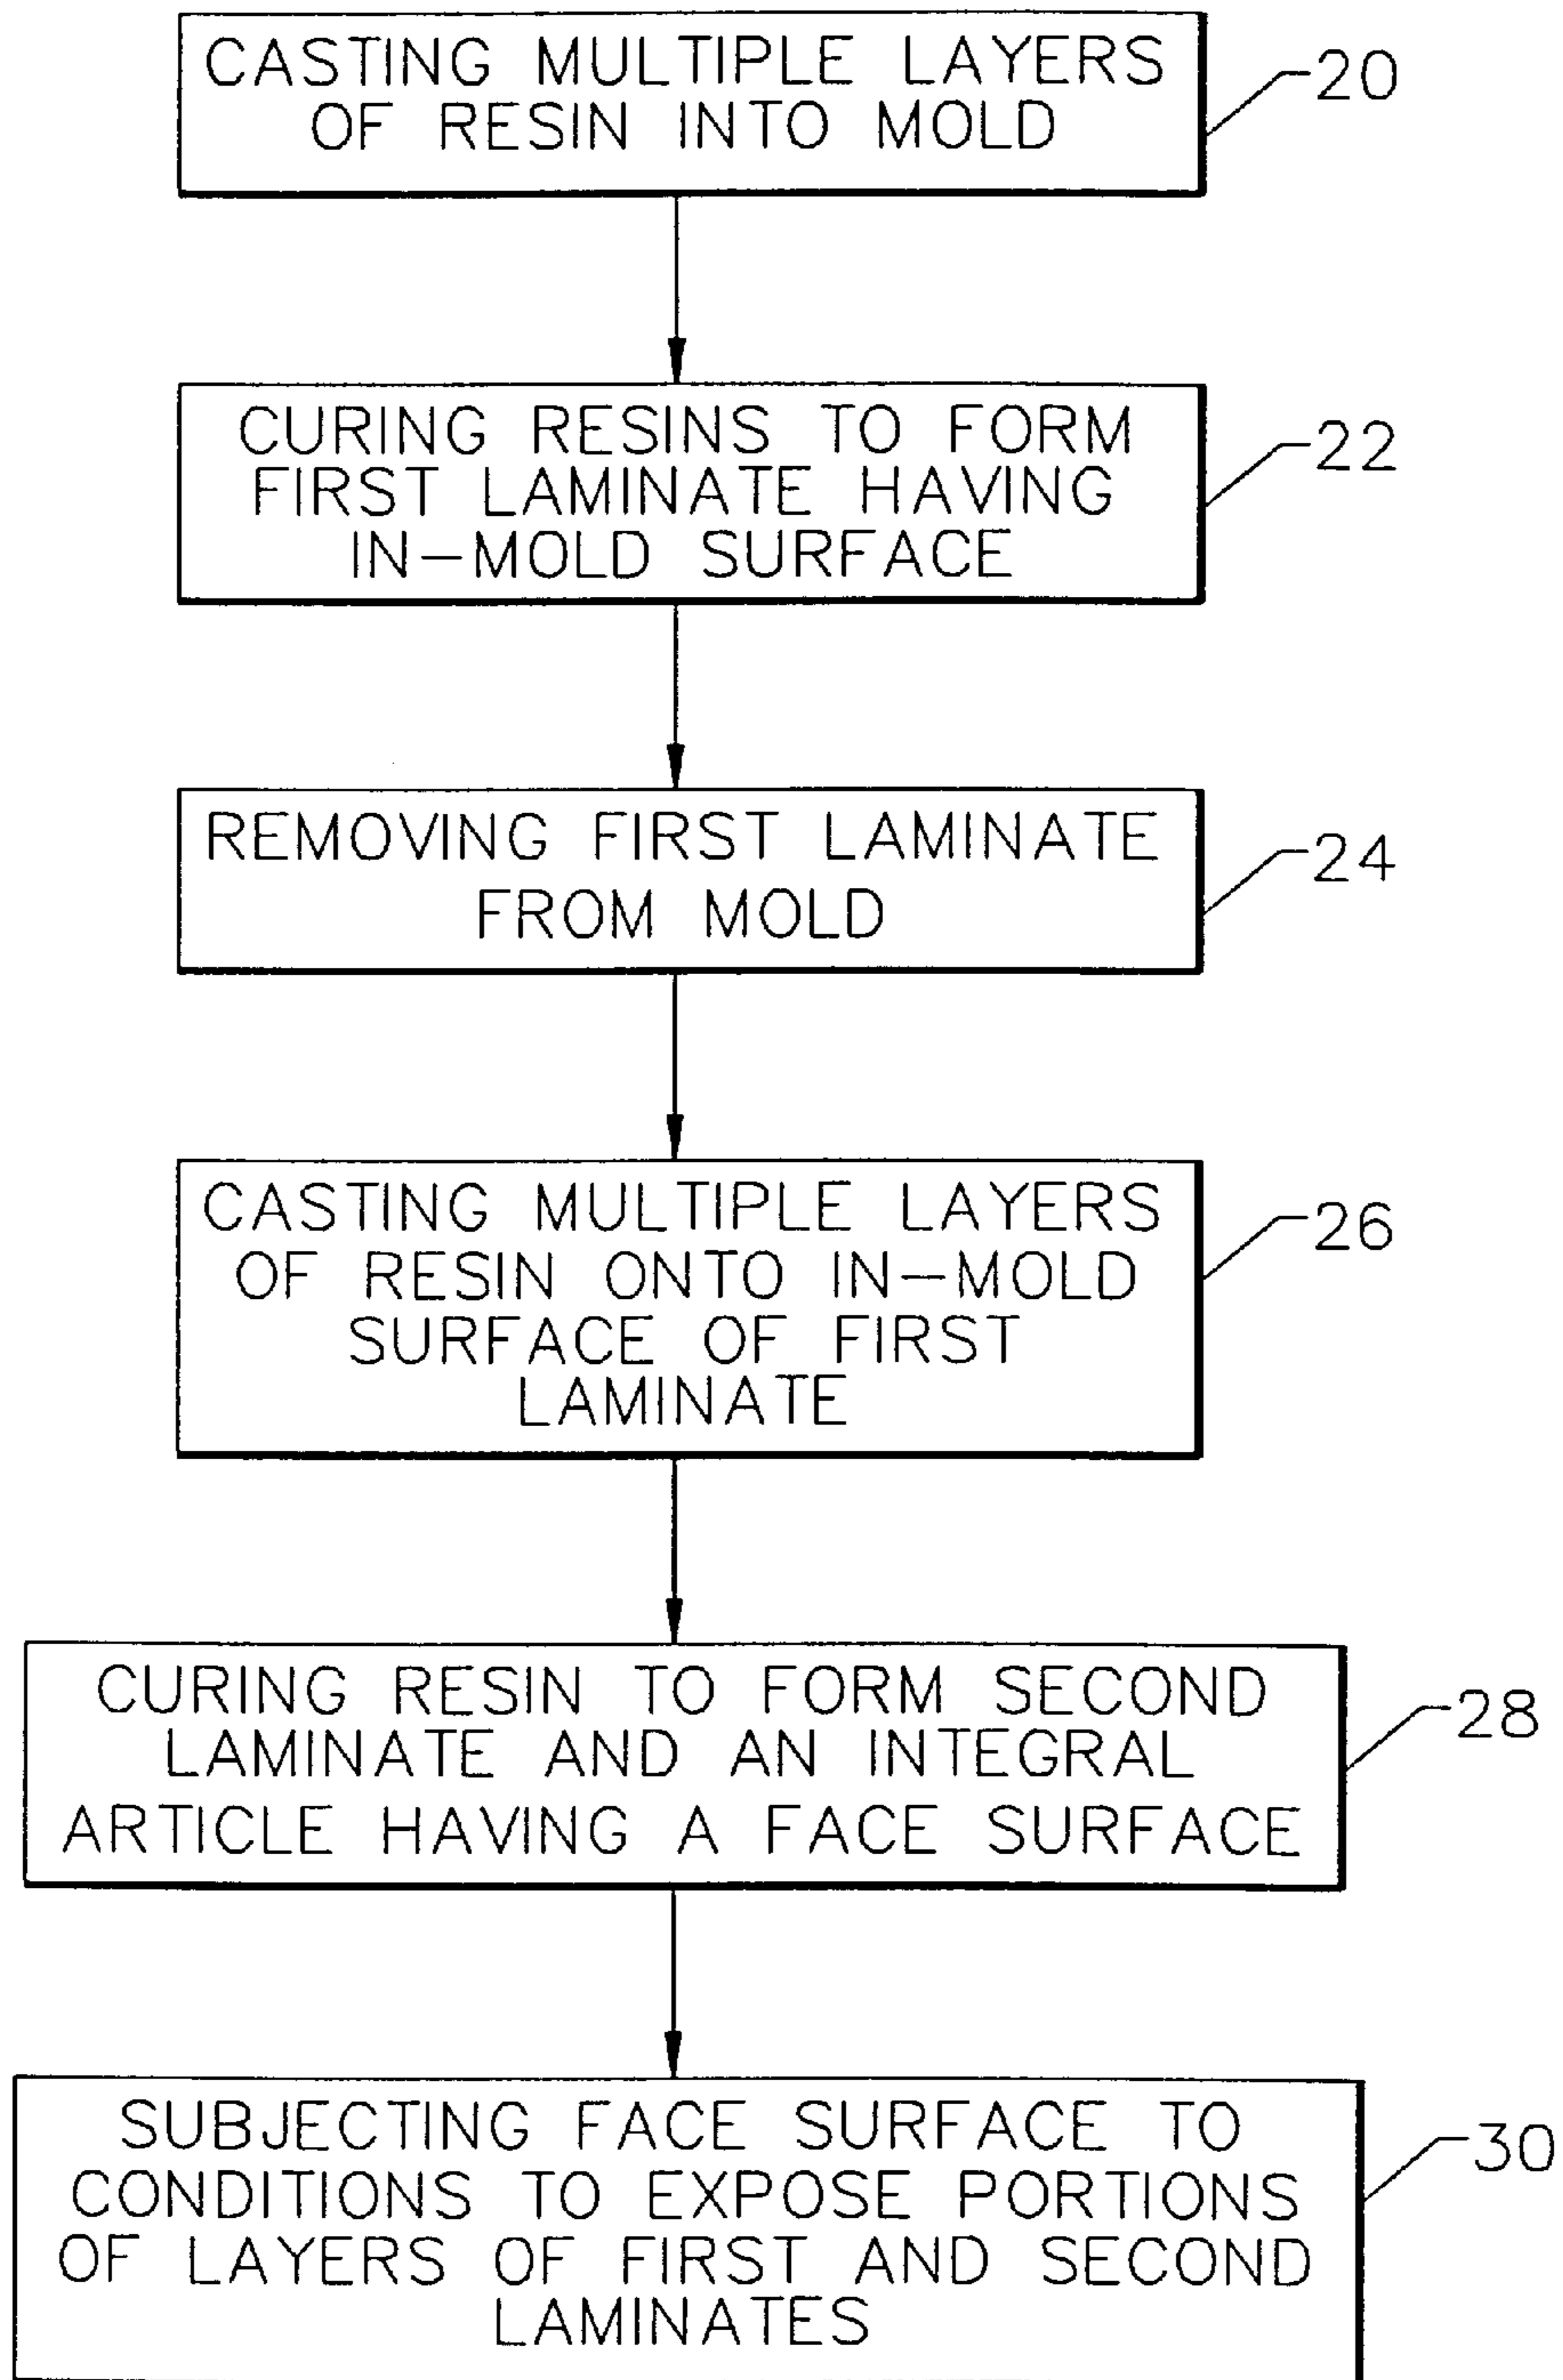 CASTING MULTIPLE LAYERS
OF RESIN INTO MOLD
20
CURING RESINS TO FORM
FIRST LAMINATE HAVING
IN-MOLD SURFACE
22
REMOVING FIRST LAMINATE
FROM MOLD
24
CASTING MULTIPLE LAYERS
OF RESIN ONTO IN-MOLD
SURFACE OF FIRST
LAMINATE
26
CURING RESIN TO FORM SECOND
LAMINATE AND AN INTEGRAL
ARTICLE HAVING A FACE SURFACE
28
SUBJECTING FACE SURFACE TO
CONDITIONS TO EXPOSE PORTIONS
OF LAYERS OF FIRST AND SECOND
LAMINATES
30